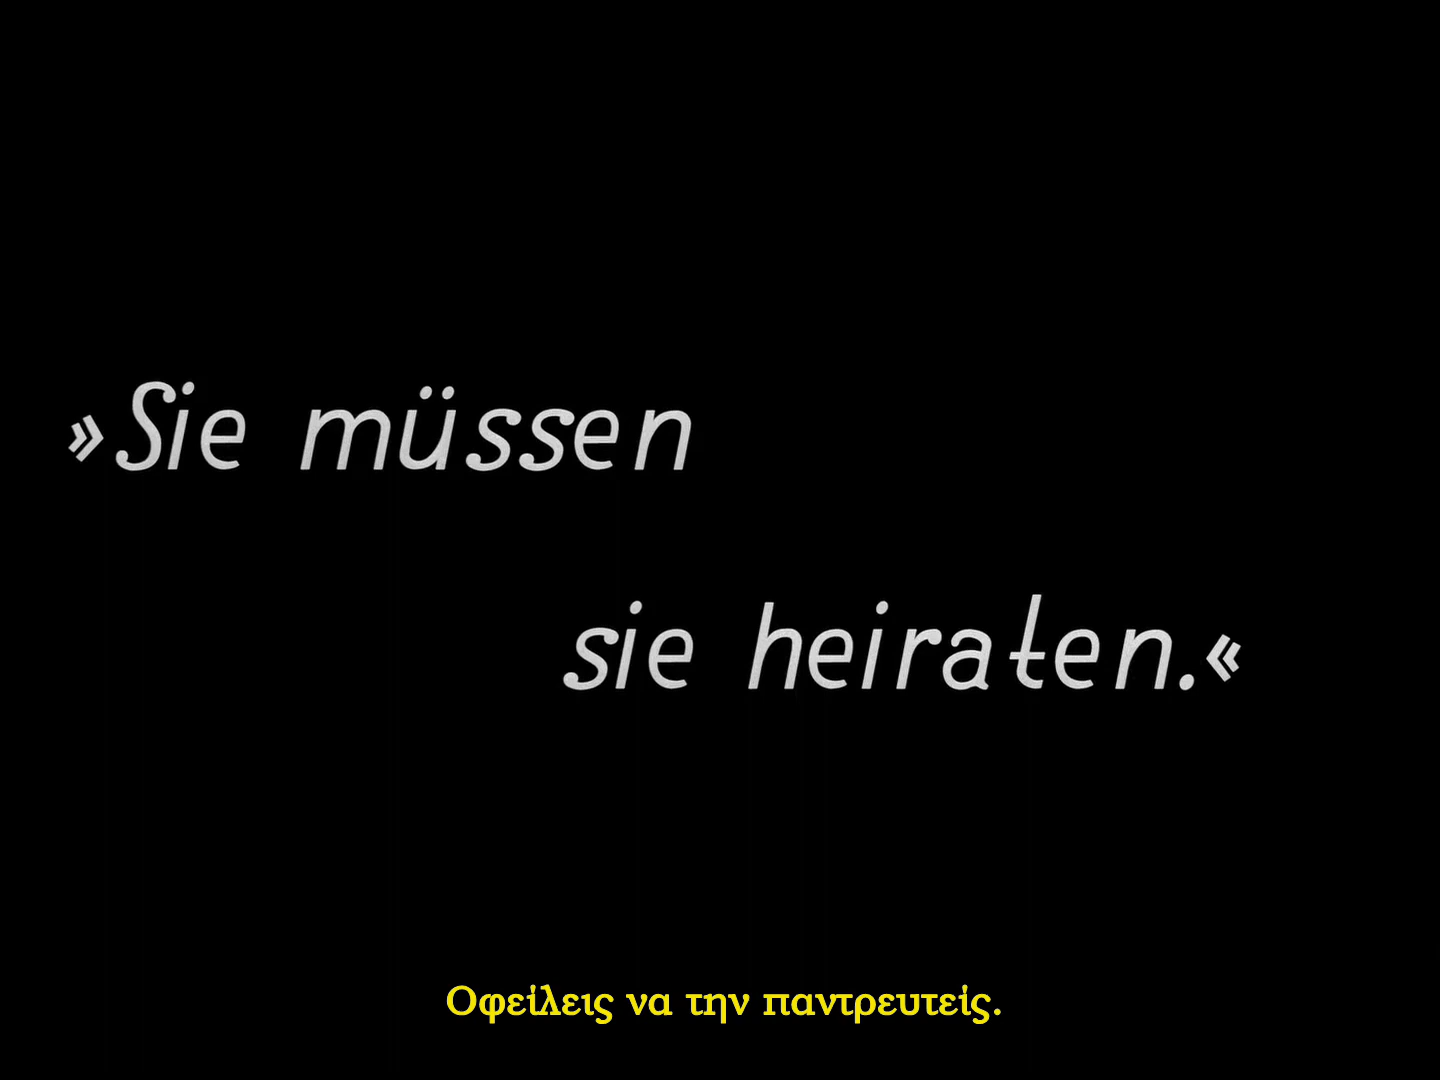 »Sie müssen
sie heiraten.«
Οφείλεις να την παντρευτείς.